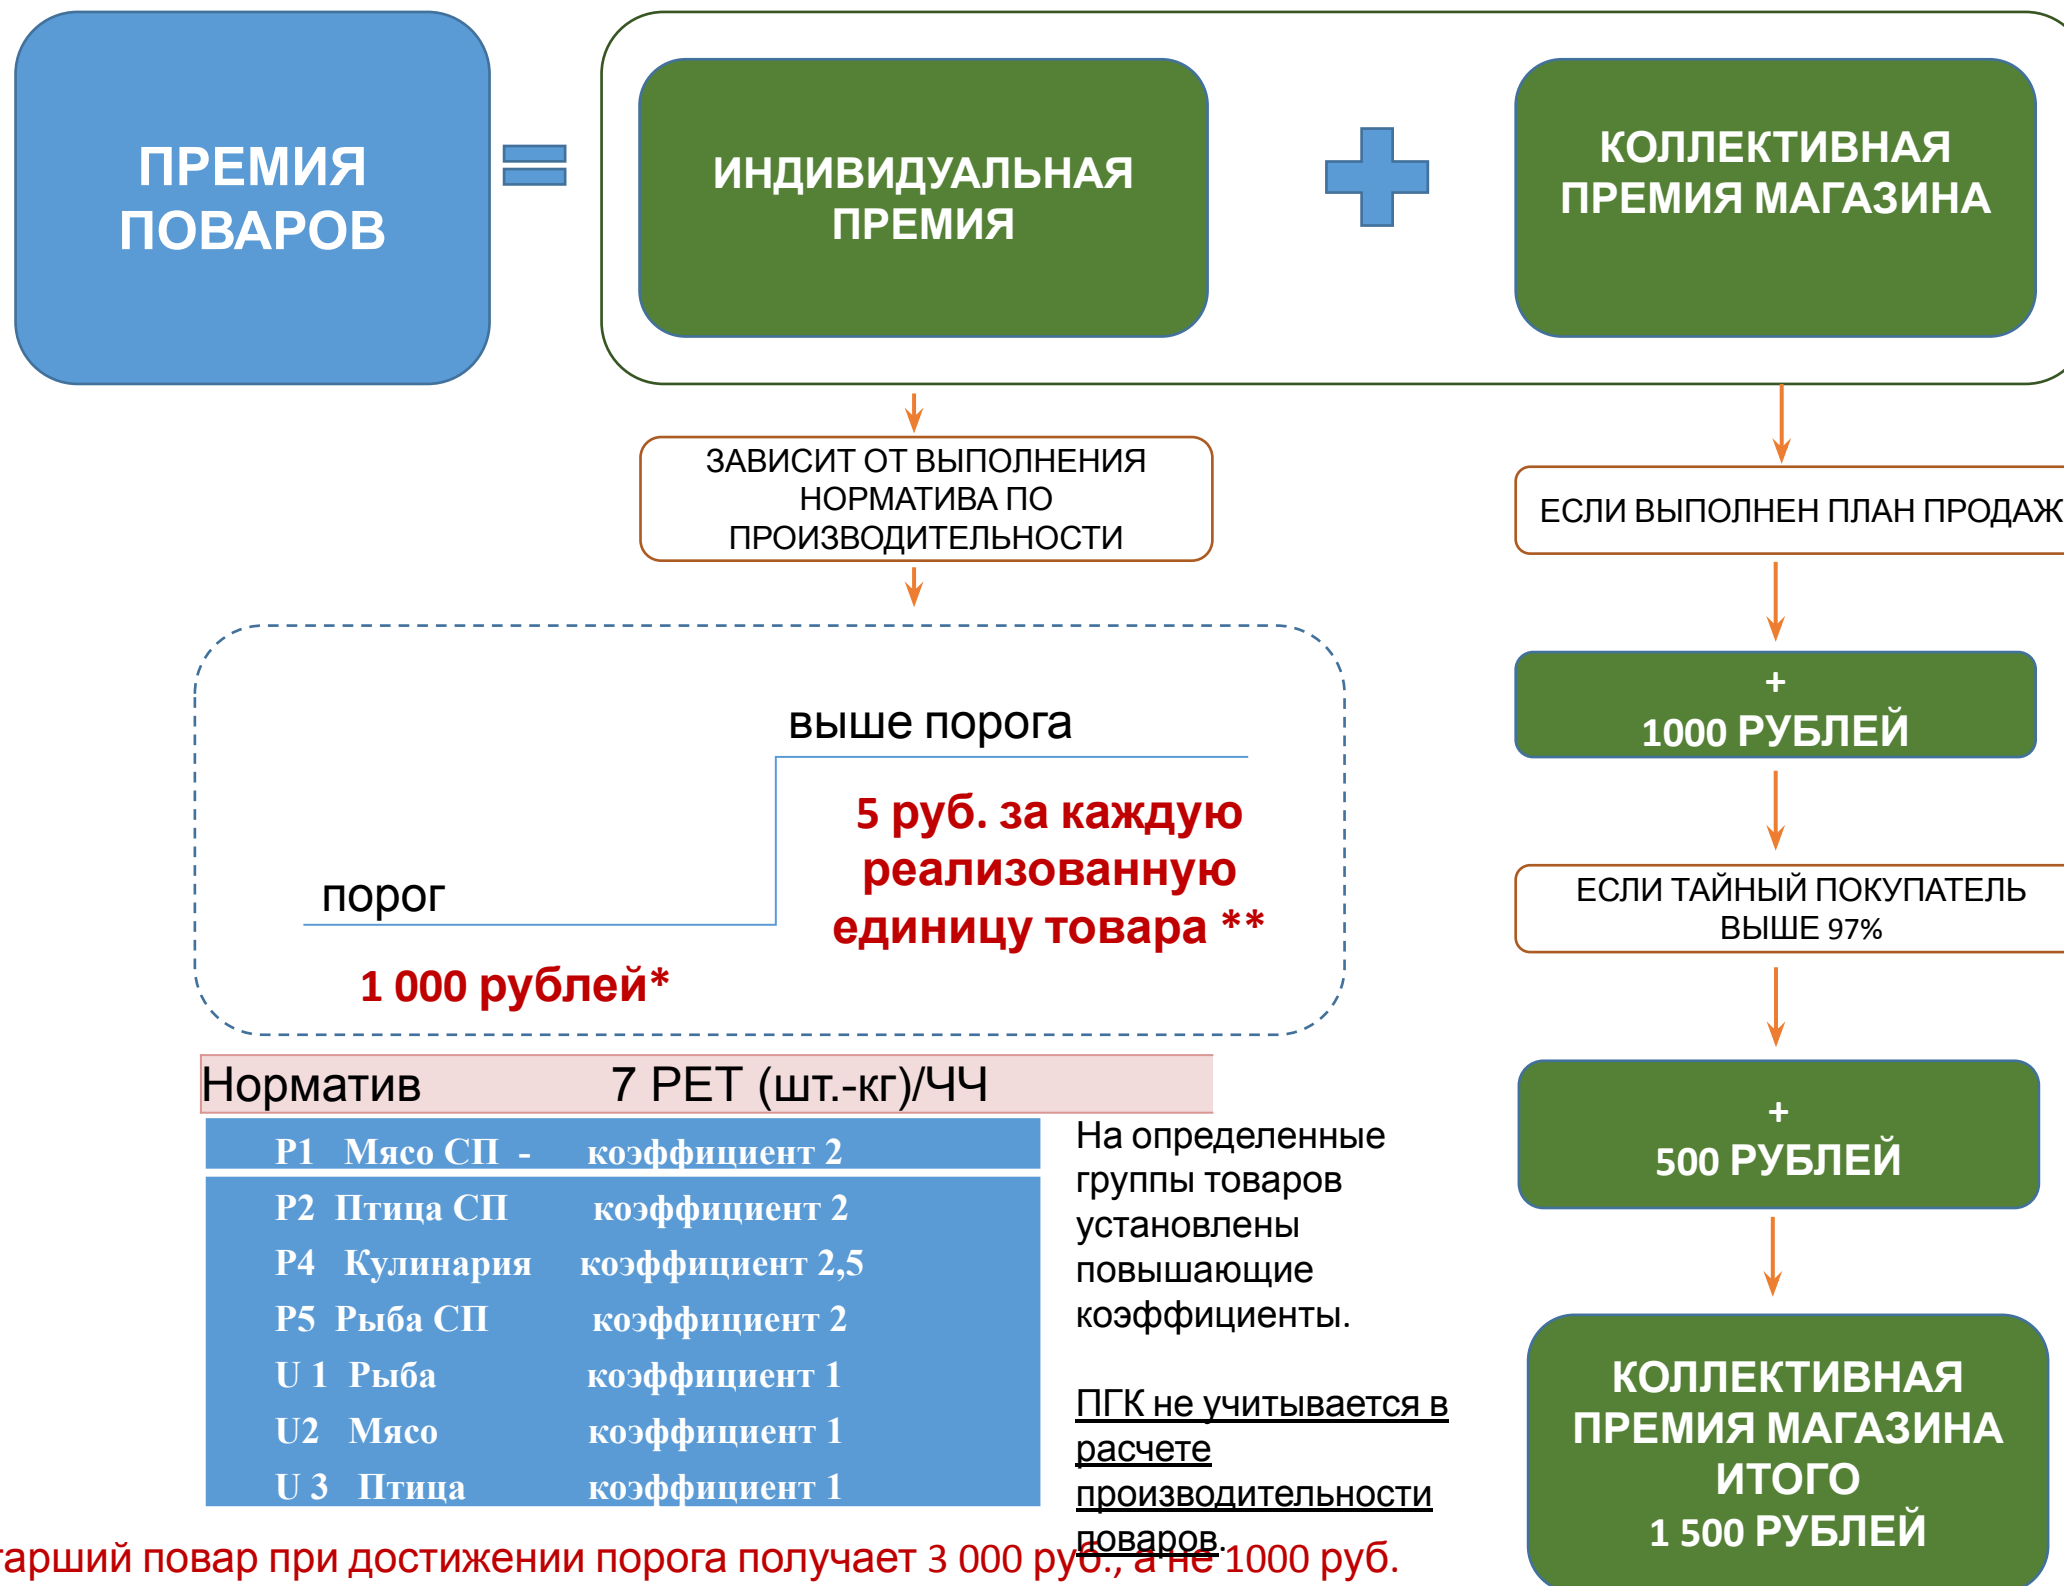 ПРЕМИЯ
ПОВАРОВ
ИНДИВИДУАЛЬНАЯ
ПРЕМИЯ
КОЛЛЕКТИВНАЯ
ПРЕМИЯ МАГАЗИНА
ЗАВИСИТ ОТ ВЫПОЛНЕНИЯ
НОРМАТИВА ПО
ПРОИЗВОДИТЕЛЬНОСТИ
выше порога
5 руб. за каждую
реализованную
единицу товара **
порог
1 000 рублей*
Норматив 7 РЕТ (шт.-кг)/ЧЧ
P1 Мясо СП - коэффициент 2
P2 Птица СП коэффициент 2
P4 Кулинария коэффициент 2,5
P5 Рыба СП коэффициент 2
U 1 Рыба коэффициент 1
U2 Мясо коэффициент 1
U 3 Птица коэффициент 1
На определенные
группы товаров
установлены
повышающие
коэффициенты.
ПГК не учитывается в
расчете
производительности
поваров.
тарший повар при достижении порога получает 3 000 руб., а не 1000 руб.
ЕСЛИ ВЫПОЛНЕН ПЛАН ПРОДАЖ
+
1000 РУБЛЕЙ
ЕСЛИ ТАЙНЫЙ ПОКУПАТЕЛЬ
ВЫШЕ 97%
+
500 РУБЛЕЙ
КОЛЛЕКТИВНАЯ
ПРЕМИЯ МАГАЗИНА
ИТОГО
1 500 РУБЛЕЙ